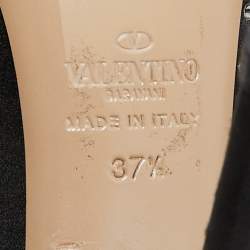 VALENTINO
GARAVANI
MADE IN ITALY
37½